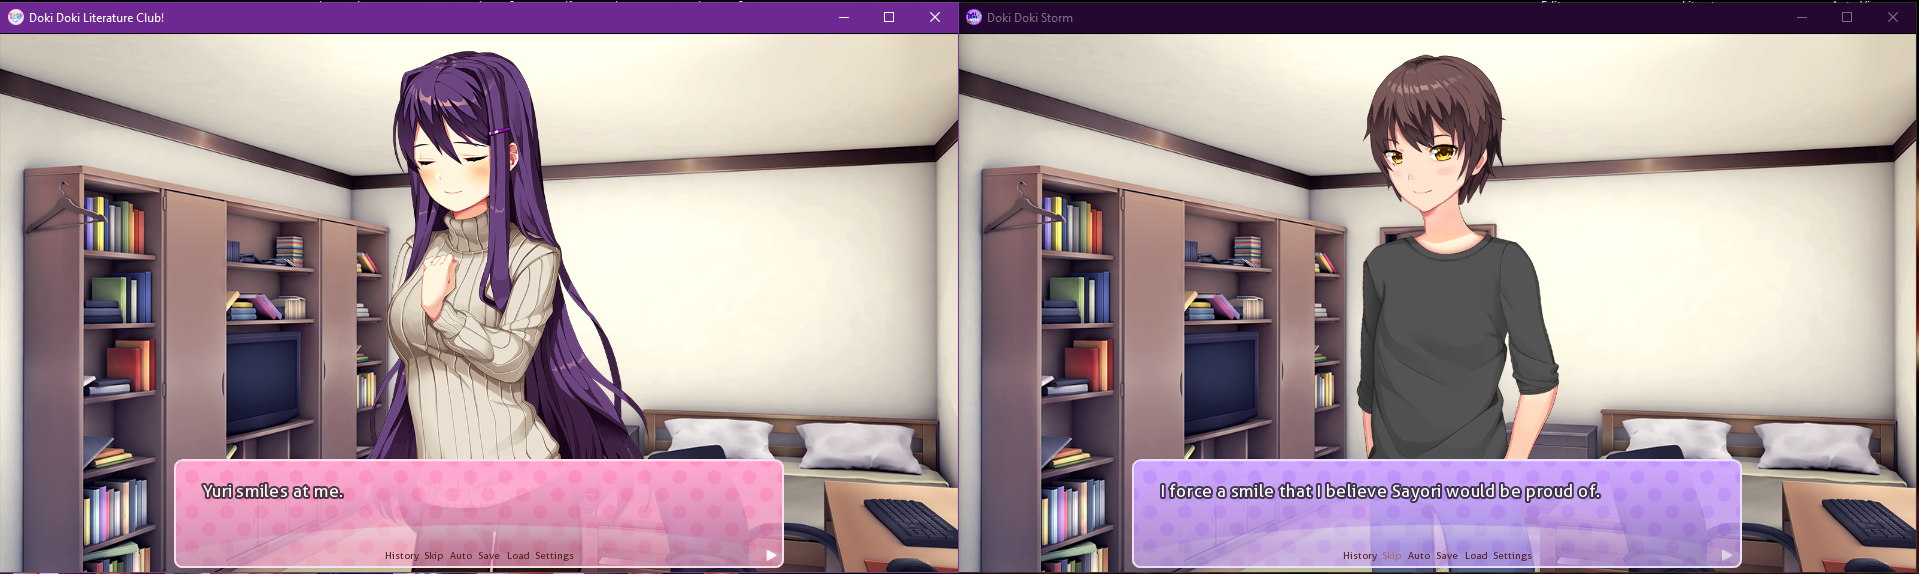 Doki Doki Literature Club!
Yuri smiles at me.
History Skip Auto Save Load Settings
Doki Doki Storm
I force a smile that I believe Sayori would be proud of.
History Skip Auto Save Load Settings